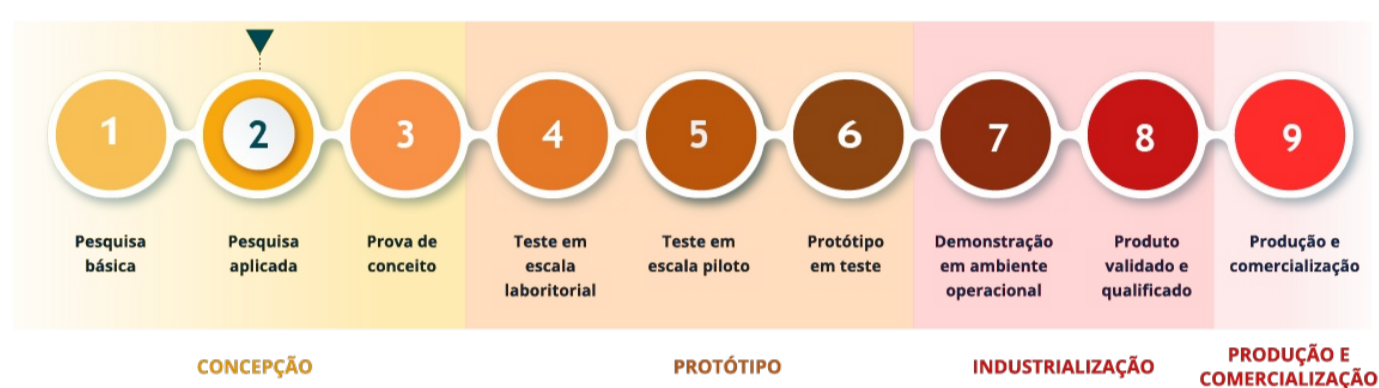 1
2
3
4
5
6
7
8
9
Pesquisa
básica
Pesquisa
aplicada
Prova de
conceito
Teste em
escala
laboritorial
Teste em
escala piloto
Protótipo
em teste
Demonstração
em ambiente
operacional
Produto
validado e
qualificado
Produção e
comercialização
CONCEPÇÃO
PROTÓTIPO
INDUSTRIALIZAÇÃO
PRODUÇÃO E
COMERCIALIZAÇÃO